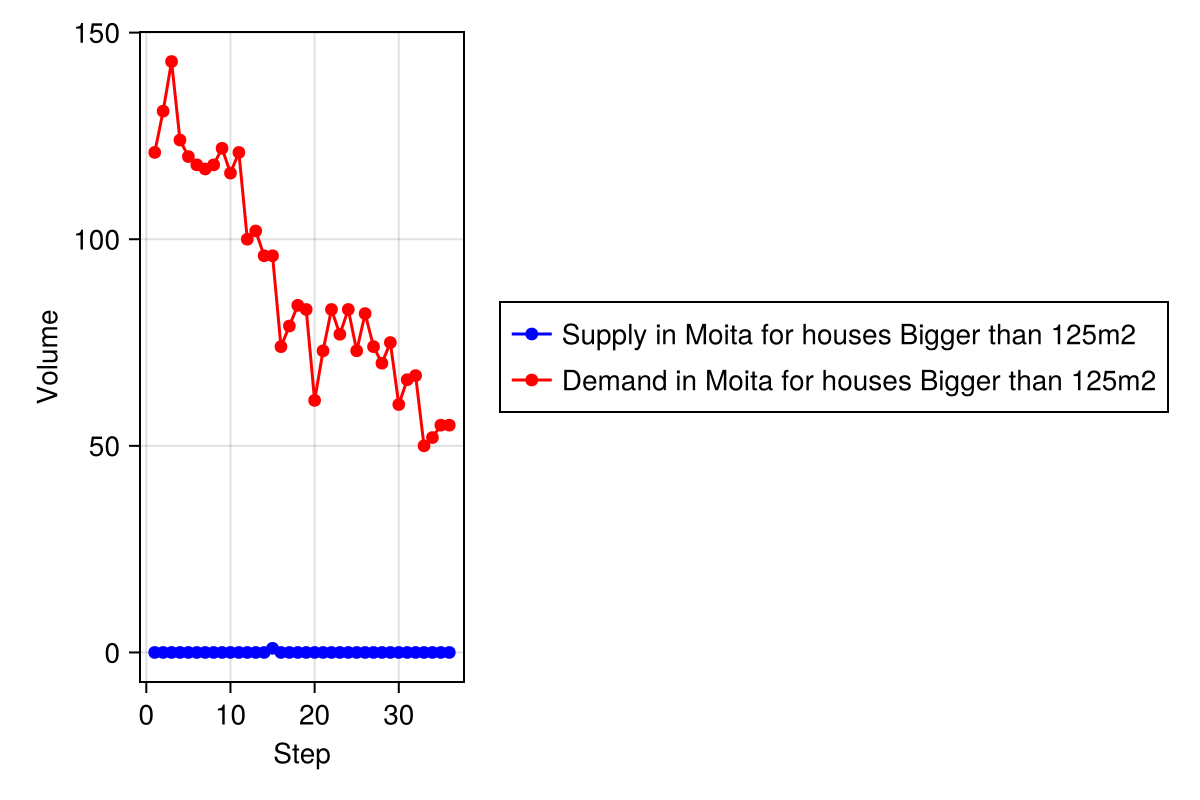 150
100
50
0
Volume
0 10 20 30
Step
Supply in Moita for houses Bigger than 125m2
Demand in Moita for houses Bigger than 125m2